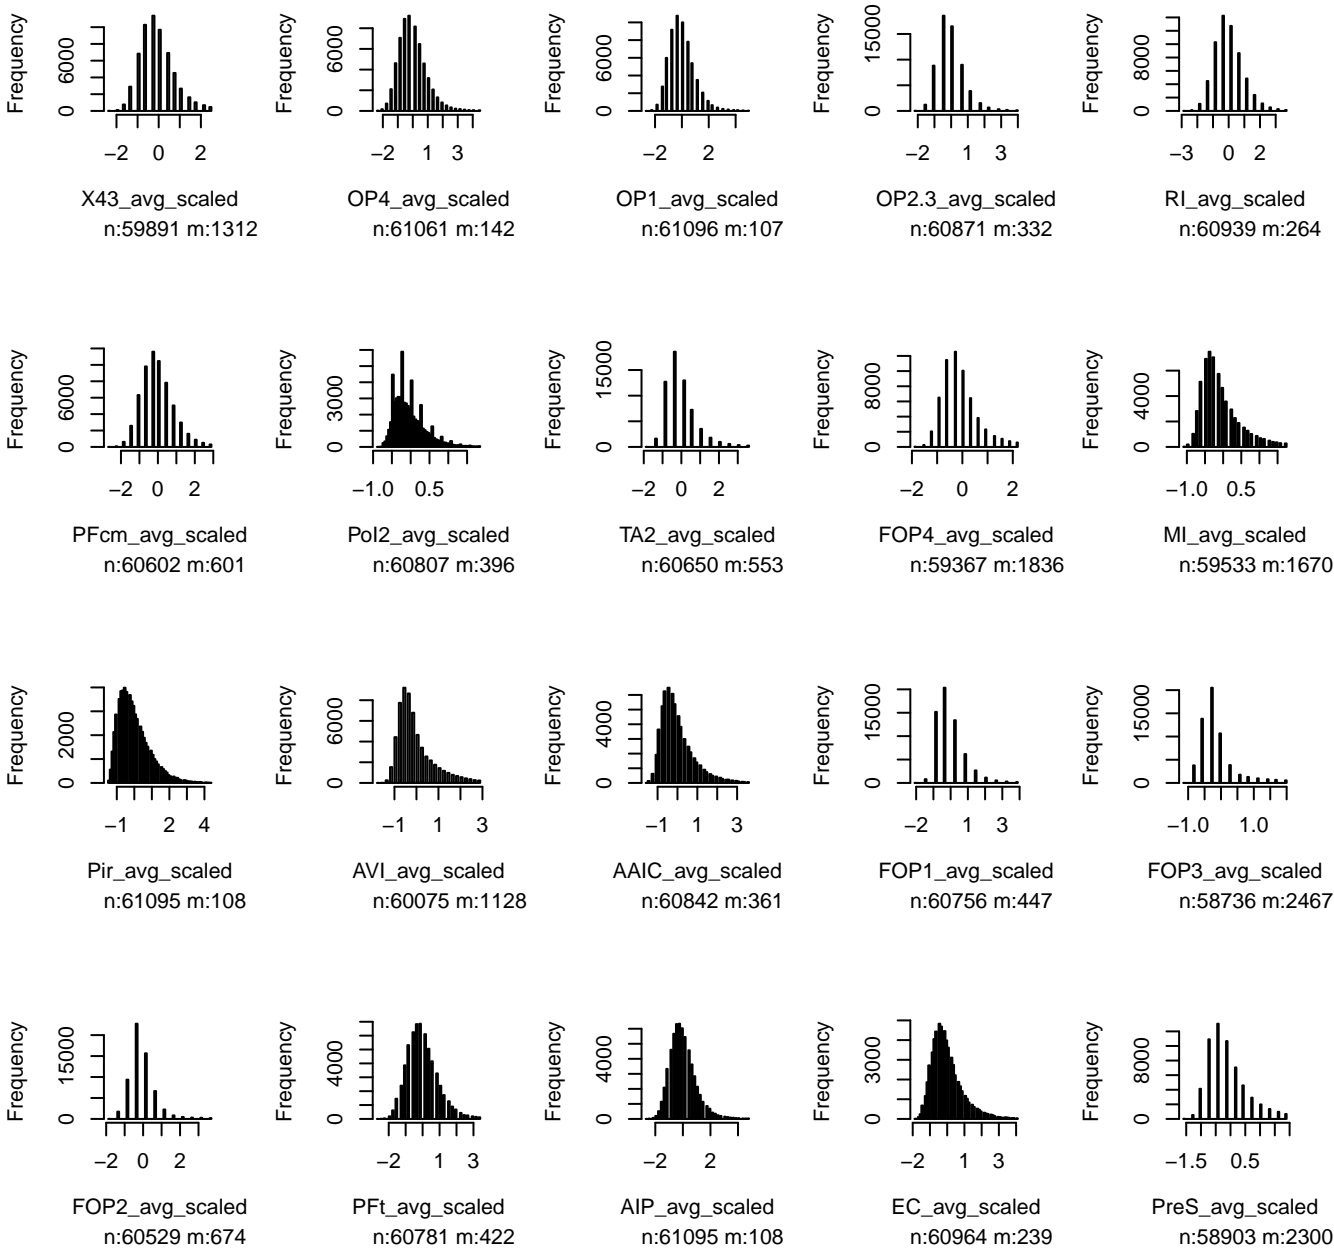 Frequency
6000
0
−2 0 2
X43_avg_scaled
n:59891 m:1312
Frequency
6000
0
−2 1 3
OP4_avg_scaled
n:61061 m:142
Frequency
6000
0
−2 2
OP1_avg_scaled
n:61096 m:107
Frequency
15000
0
−2 1 3
OP2.3_avg_scaled
n:60871 m:332
Frequency
8000
0
−3 0 2
RI_avg_scaled
n:60939 m:264
Frequency
6000
0
−2 0 2
PFcm_avg_scaled
n:60602 m:601
Frequency
3000
0
−1.0 0.5
PoI2_avg_scaled
n:60807 m:396
Frequency
15000
0
−2 0 2
TA2_avg_scaled
n:60650 m:553
Frequency
8000
0
−2 0 2
FOP4_avg_scaled
n:59367 m:1836
Frequency
4000
0
−1.0 0.5
MI_avg_scaled
n:59533 m:1670
Frequency
2000
0
−1 2 4
Pir_avg_scaled
n:61095 m:108
Frequency
6000
0
−1 1 3
AVI_avg_scaled
n:60075 m:1128
Frequency
4000
0
−1 1 3
AAIC_avg_scaled
n:60842 m:361
Frequency
15000
0
−2 1 3
FOP1_avg_scaled
n:60756 m:447
Frequency
15000
0
−1.0 1.0
FOP3_avg_scaled
n:58736 m:2467
Frequency
15000
0
−2 0 2
FOP2_avg_scaled
n:60529 m:674
Frequency
4000
0
−2 1 3
PFt_avg_scaled
n:60781 m:422
Frequency
4000
0
−2 2
AIP_avg_scaled
n:61095 m:108
Frequency
3000
0
−2 1 3
EC_avg_scaled
n:60964 m:239
Frequency
8000
0
−1.5 0.5
PreS_avg_scaled
n:58903 m:2300